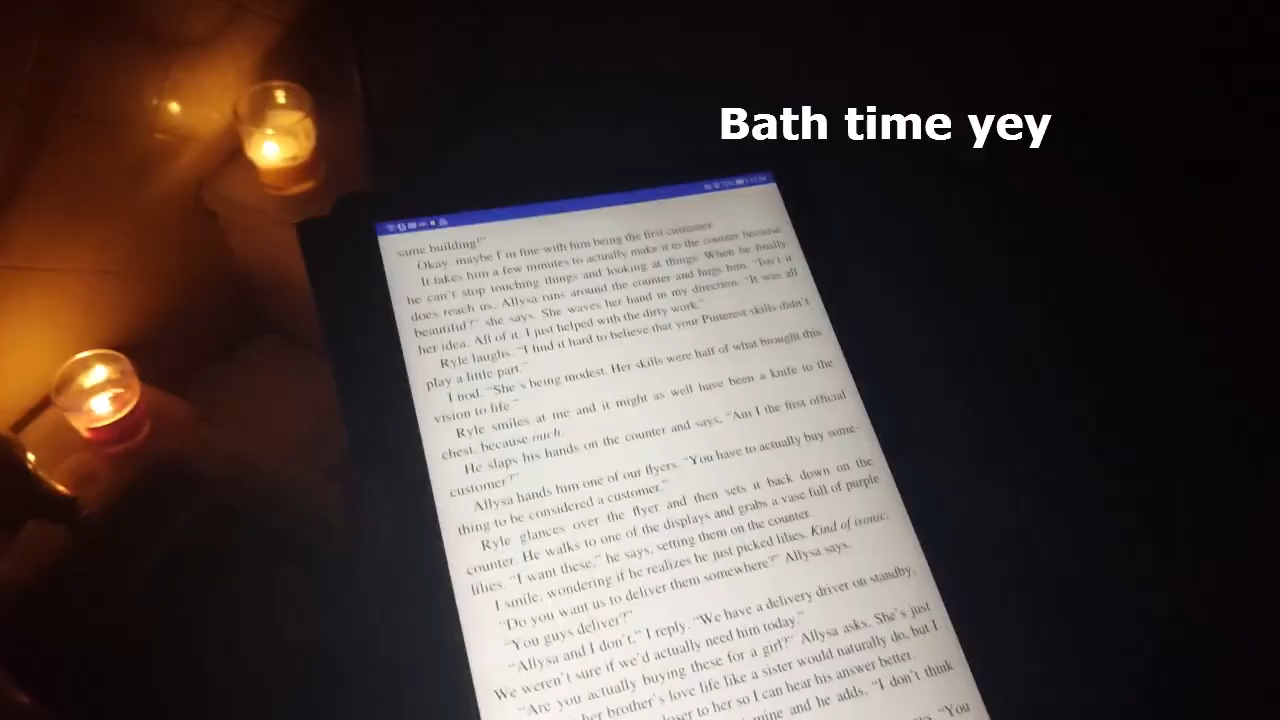 Bath time yey
same building!"
Okay, maybe I'm fine with him being the first customer.
It takes him a few minutes to actually make it to the counter because
he can't stop touching things and looking at things. When he finally
does reach us, Allysa runs around the counter and hugs him. "Isn't it
beautiful?" she says. She waves her hand in my direction. "It was all
her idea. All of it. I just helped with the dirty work."
Ryle laughs. "I find it hard to believe that your Pinterest skills didn't
play a little part."
I nod. "She's being modest. Her skills were half of what brought this
vision to life."
Ryle smiles at me and it might as well have been a knife to the
chest, because ouch.
He slaps his hands on the counter and says, "Am I the first official
customer?"
Allysa hands him one of our flyers. "You have to actually buy some-
thing to be considered a customer."
Ryle glances over the flyer and then sets it back down on the
counter. He walks to one of the displays and grabs a vase full of purple
lilies. "I want these," he says, setting them on the counter.
I smile, wondering if he realizes he just picked lilies. Kind of ironic.
"Do you want us to deliver them somewhere?" Allysa says.
"You guys deliver?"
"Allysa and I don't," I reply. "We have a delivery driver on standby.
We weren't sure if we'd actually need him today."
"Are you actually buying these for a girl?" Allysa asks. She's just
her brother's love life like a sister would naturally do, but I
closer to her so I can hear his answer better.
mine and he adds, "I don't think
"You